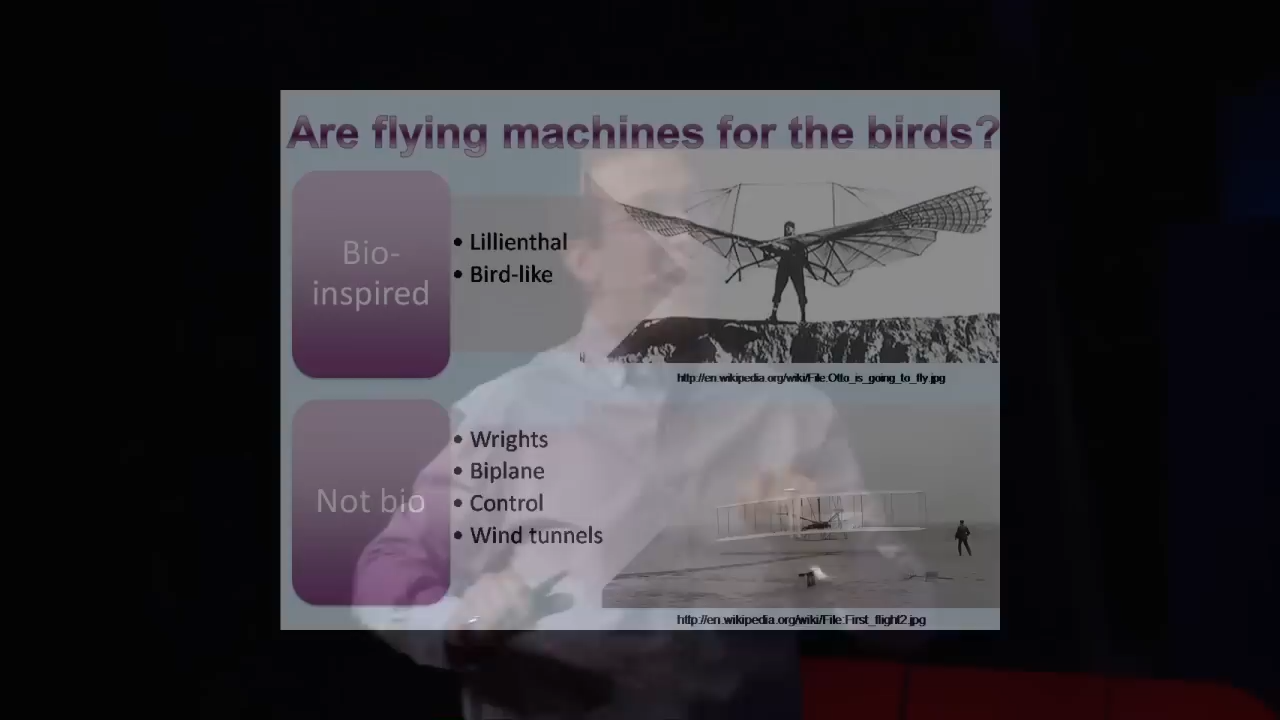 Are flying machines for the birds?
Bio-
inspired
• Lillienthal
• Bird-like
http://en.wikipedia.org/wiki/File:Otto_is_going_to_fly.jpg
Not bio
• Wrights
• Biplane
• Control
• Wind tunnels
http://en.wikipedia.org/wiki/File:First_flight2.jpg